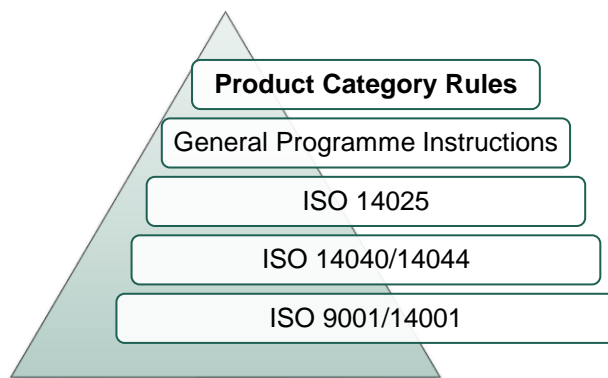 Product Category Rules
General Programme Instructions
ISO 14025
ISO 14040/14044
ISO 9001/14001